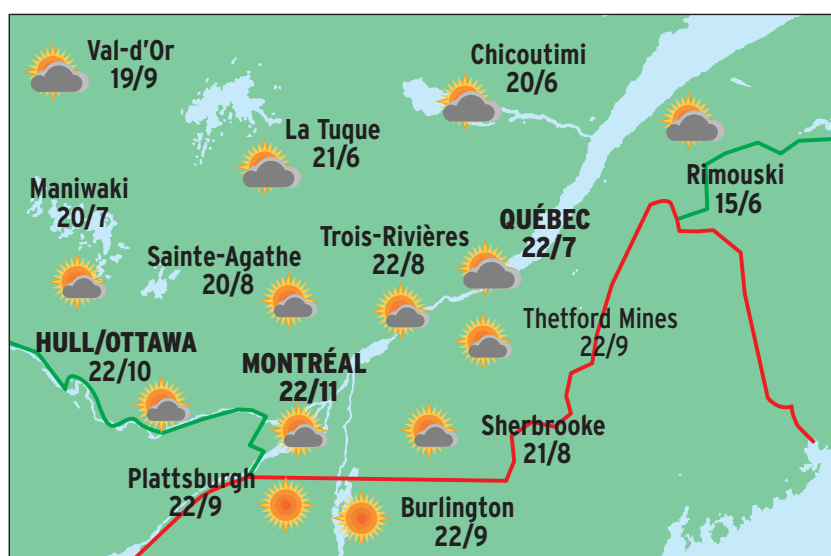 Val-d'Or
19/9
Chicoutimi
20/6
La Tuque
21/6
Rimouski
15/6
Maniwaki
20/7
QUÉBEC
22/7
Trois-Rivières
22/8
Sainte-Agathe
20/8
Thetford Mines
22/9
HULL/OTTAWA
22/10
MONTRÉAL
22/11
Sherbrooke
21/8
Plattsburgh
22/9
Burlington
22/9